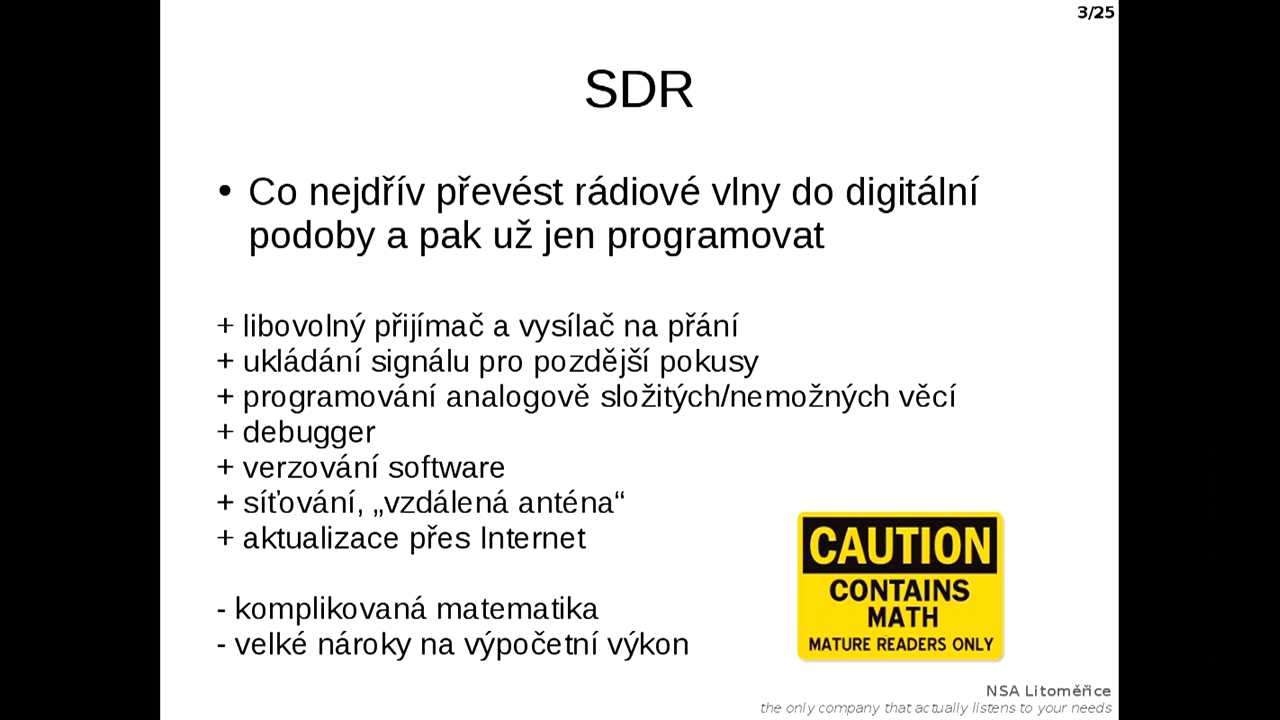 3/25
SDR
• Co nejdřív převést rádiové vlny do digitální
podoby a pak už jen programovat
+ libovolný přijímač a vysílač na přání
+ ukládání signálu pro pozdější pokusy
+ programování analogově složitých/nemožných věcí
+ debugger
+ verzování software
+ síťování, „vzdálená anténa“
+ aktualizace přes Internet
- komplikovaná matematika
- velké nároky na výpočetní výkon
CAUTION
CONTAINS
MATH
MATURE READERS ONLY
NSA Litoměřice
the only company that actually listens to your needs